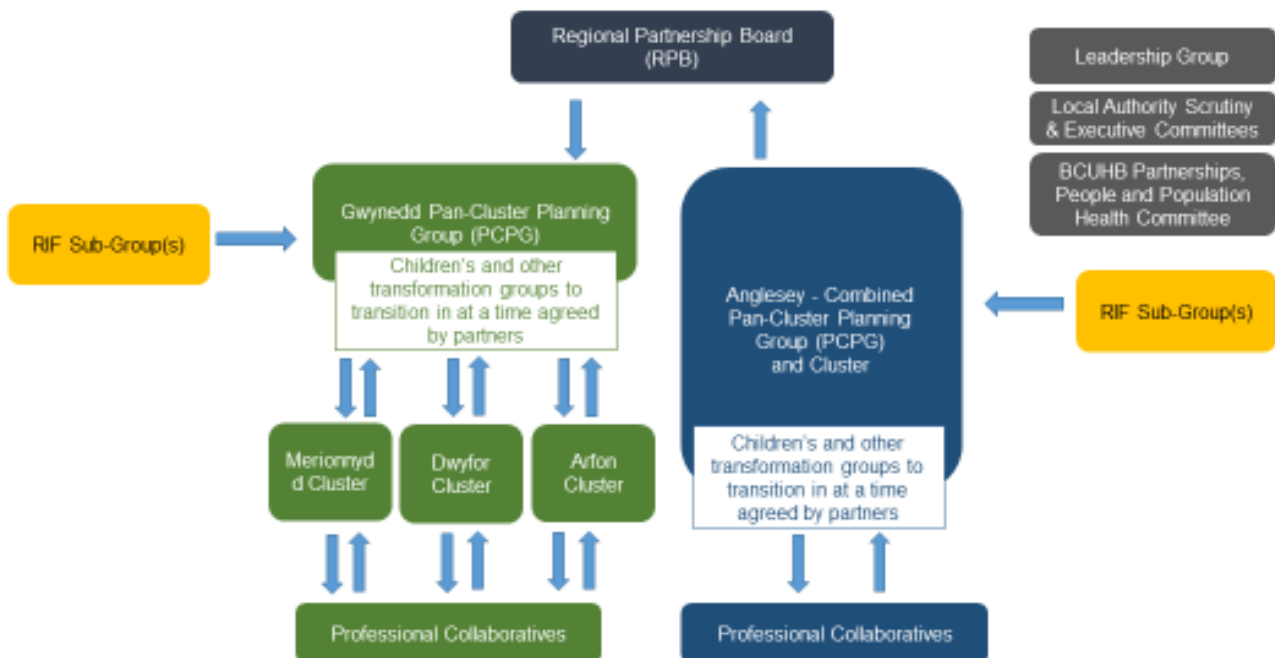 Regional Partnership Board
(RPB)
Leadership Group
Local Authority Scrutiny
& Executive Committees
BCUHB Partnerships,
People and Population
Health Committee
RIF Sub-Group(s)
Gwynedd Pan-Cluster Planning
Group (PCPG)
Children's and other
transformation groups to
transition in at a time agreed
by partners
Anglesey - Combined
Pan-Cluster Planning
Group (PCPG)
and Cluster
RIF Sub-Group(s)
Merionnyd
d Cluster
Dwyfor
Cluster
Arfon
Cluster
Children's and other
transformation groups to
transition in at a time
agreed by partners
Professional Collaboratives
Professional Collaboratives